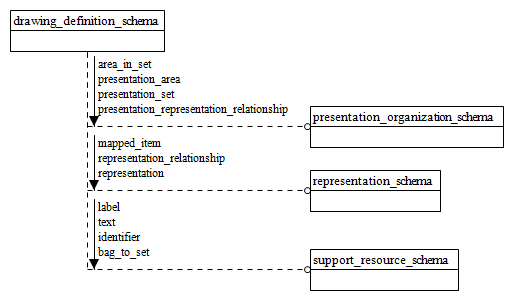 drawing_definition_schema
area_in_set
presentation_area
presentation_set
presentation_representation_relationship
presentation_organization_schema
mapped_item
representation_relationship
representation
representation_schema
label
text
identifier
bag_to_set
support_resource_schema